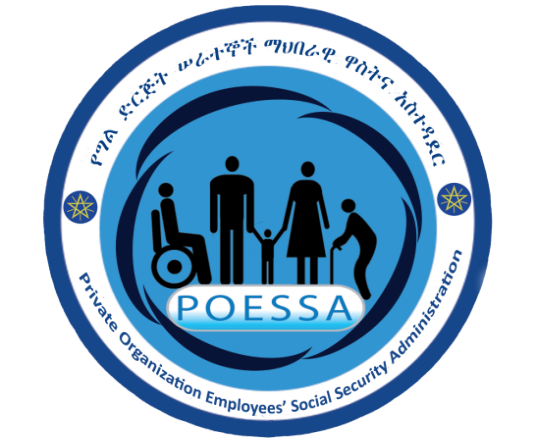 የግል ድርጅት ሠራተኞች ማህበራዊ ዋስትና አስተዳደር
POESSA
Private Organization Employees' Social Security Administration